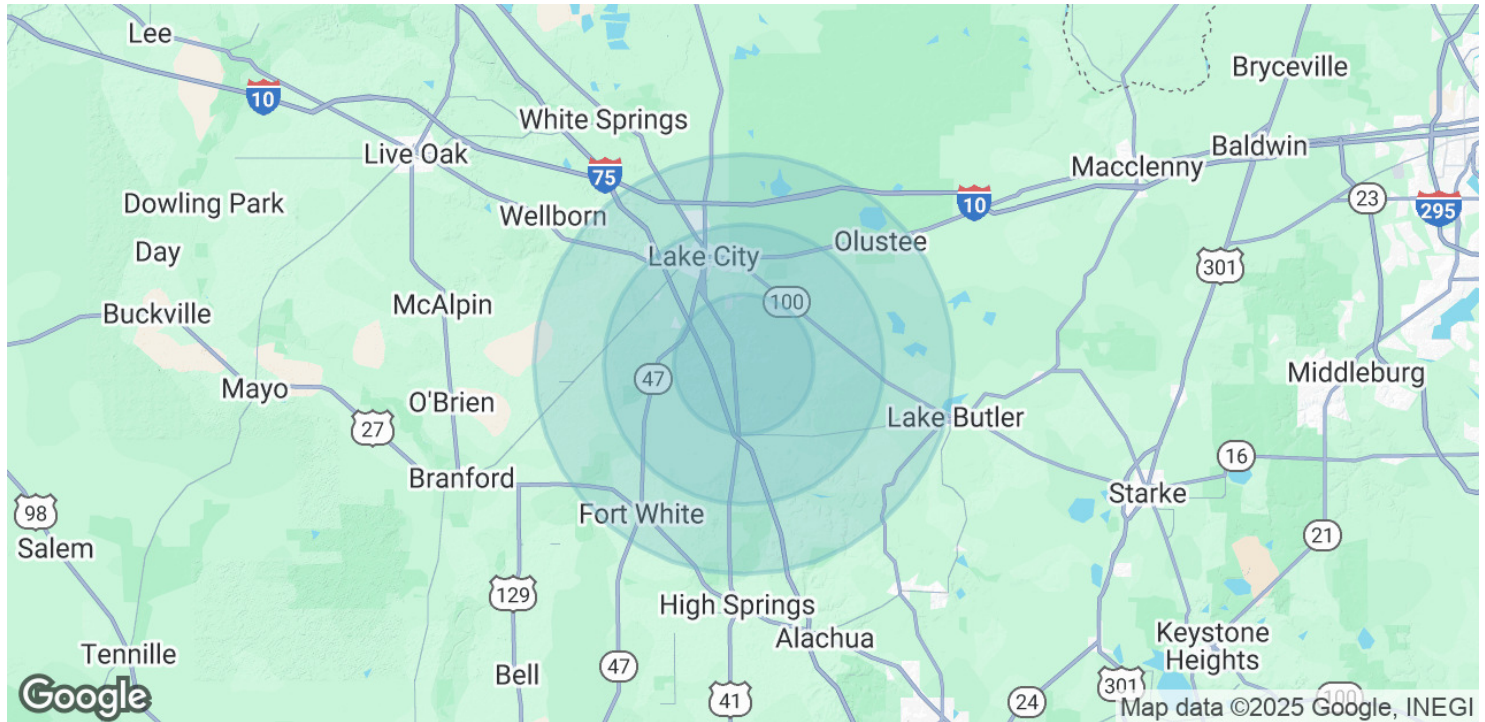 Lee
10
Bryceville
White Springs
Live Oak
Baldwin
Macclenny
75
Dowling Park
10
23
295
Wellborn
Olustee
Day
Lake City
301
McAlpin
100
Buckville
47
Middleburg
Mayo
O'Brien
Lake Butler
27
16
Branford
Starke
98
Fort White
21
Salem
129
High Springs
Alachua
Keystone
Heights
Tennille
47
Bell
41
24
301
100
Google
Map data ©2025 Google, INEGI